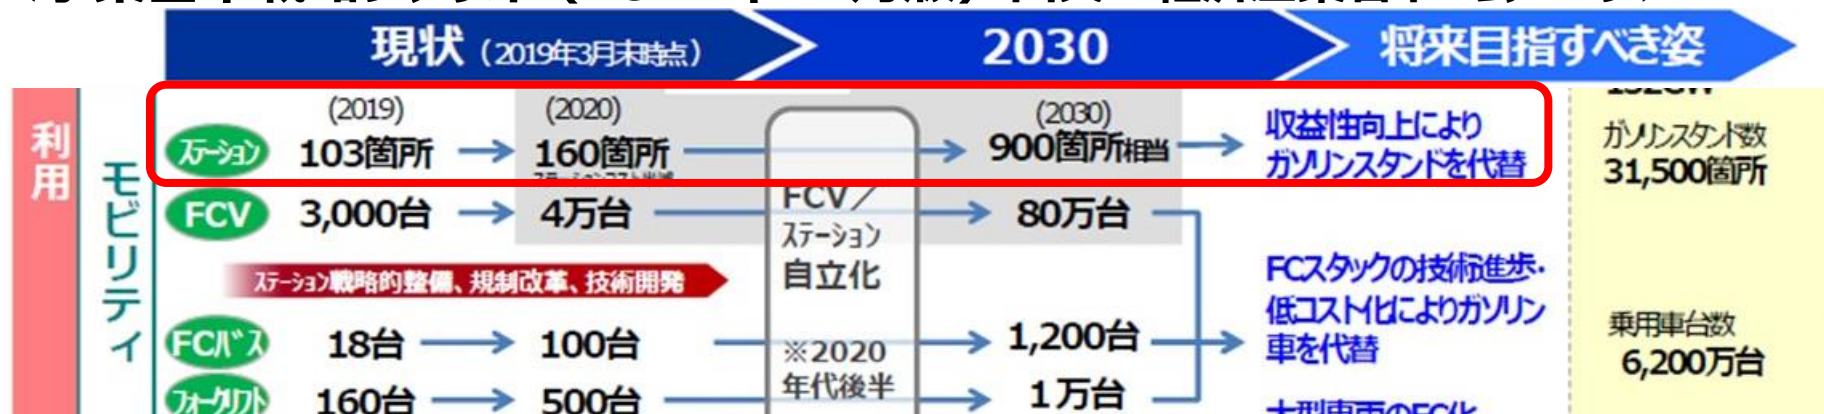 現状（2019年3月末時点）
2030
将来目指すべき姿
利用
モビリティ
ステーション
(2019)
103箇所
(2020)
160箇所
(2030)
900箇所相当
収益性向上により
ガソリンスタンドを代替
ガソリンスタンド数
31,500箇所
FCV
3,000台
4万台
FCV／
ステーション
自立化
※2020
年代後半
80万台
ステーション戦略的整備、規制改革、技術開発
FCスタックの技術進歩・
低コスト化によりガソリン
車を代替
FCバス
18台
100台
1,200台
乗用車台数
6,200万台
フォークリフト
160台
500台
1万台